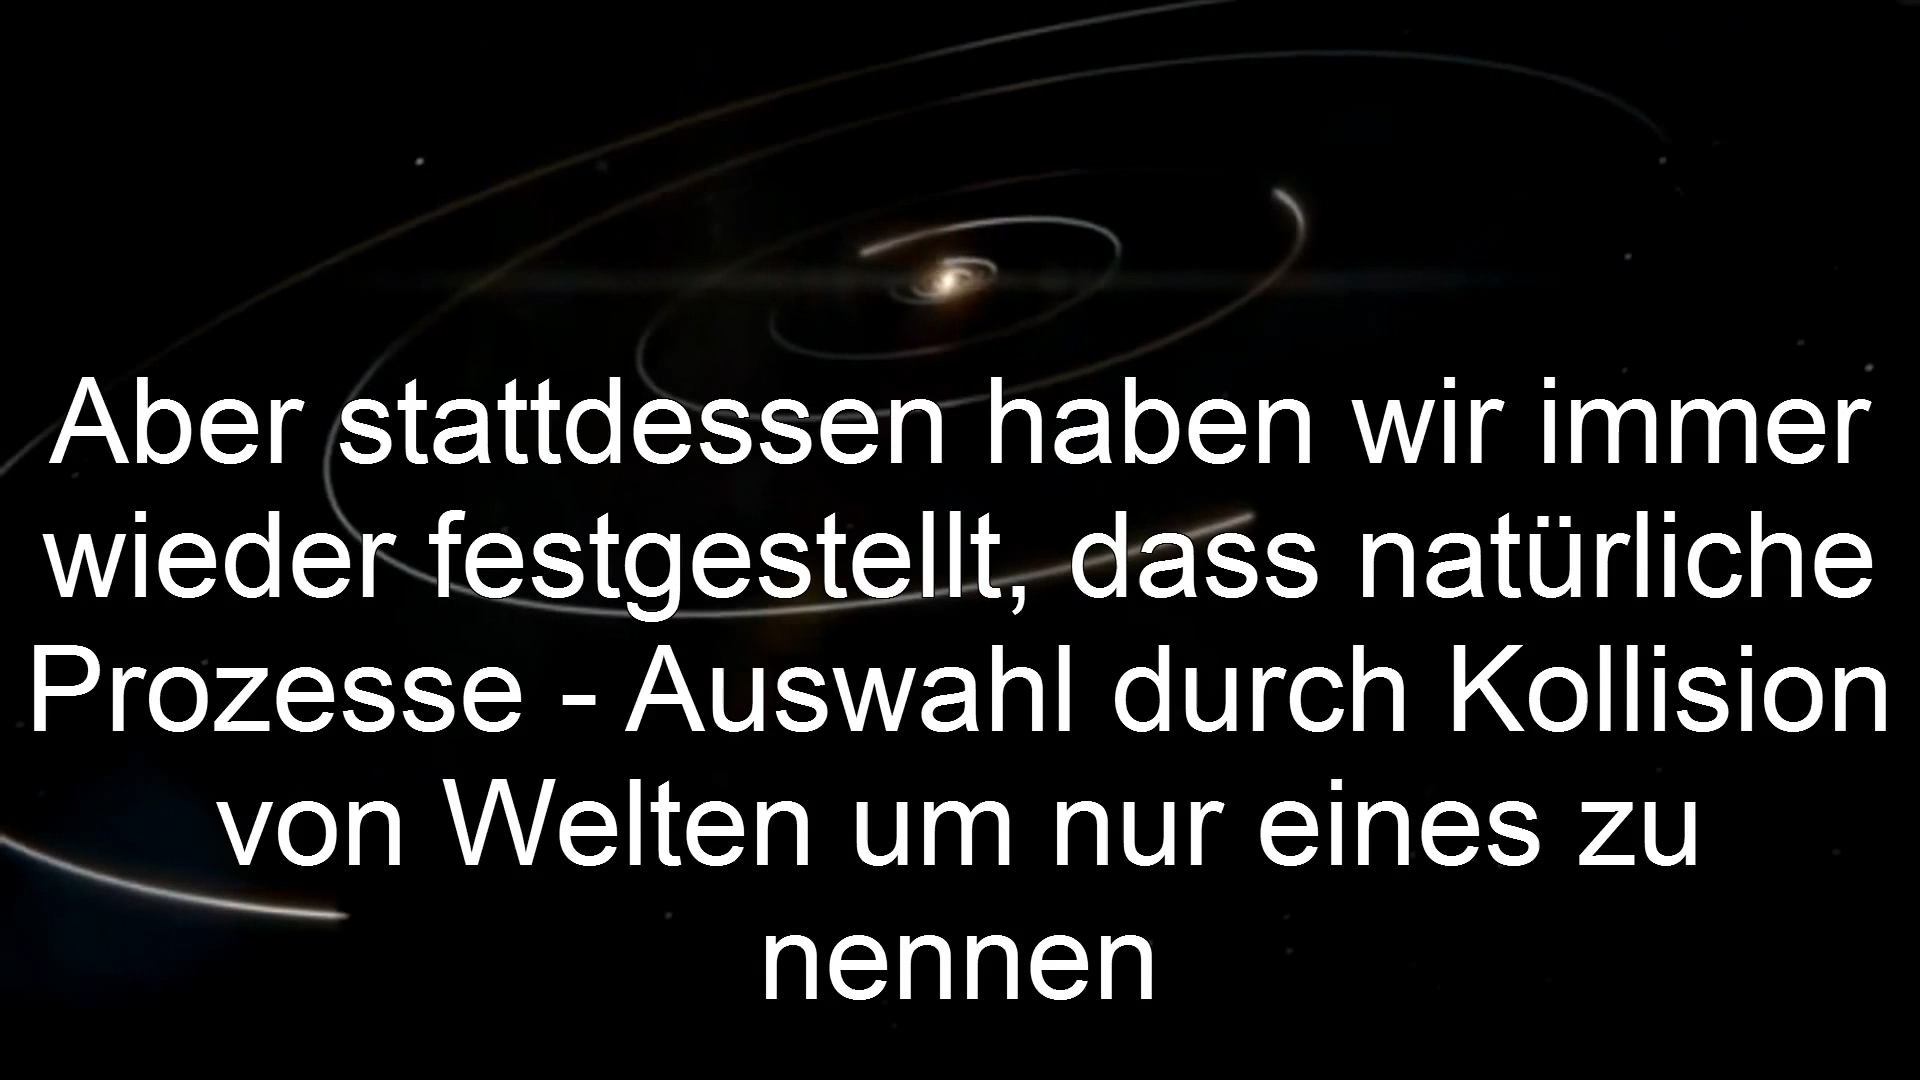 Aber stattdessen haben wir immer
wieder festgestellt, dass natürliche
Prozesse - Auswahl durch Kollision
von Welten um nur eines zu
nennen